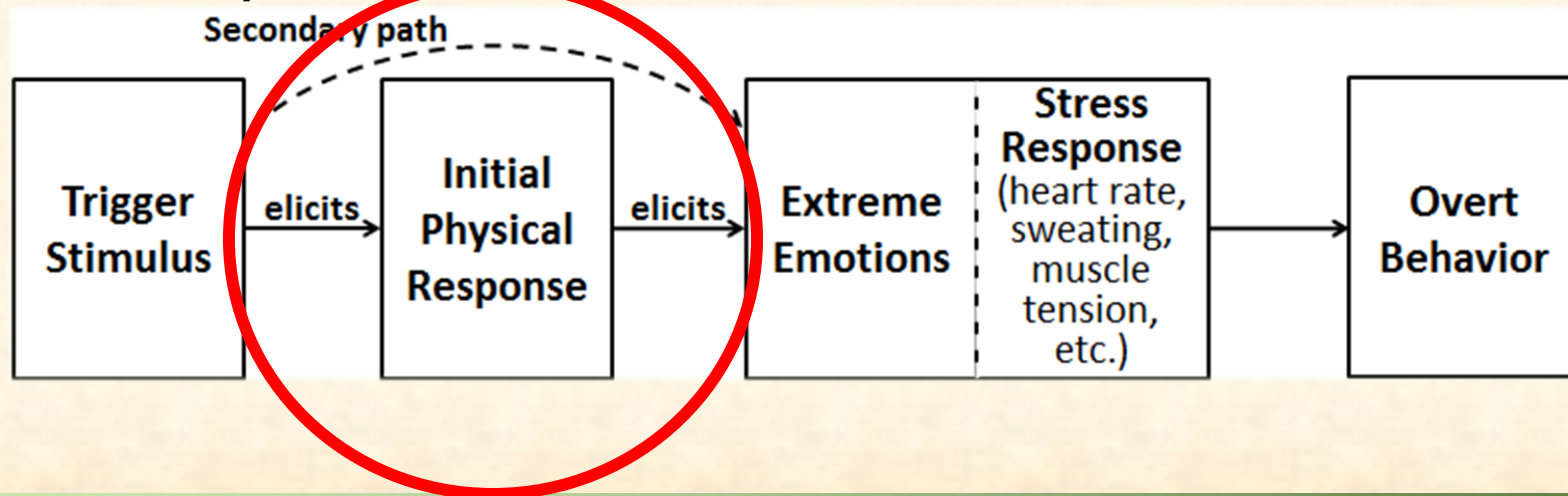 Secondary path
Trigger
Stimulus
elicits
Initial
Physical
Response
elicits
Extreme
Emotions
Stress
Response
(heart rate,
sweating,
muscle
tension,
etc.)
Overt
Behavior